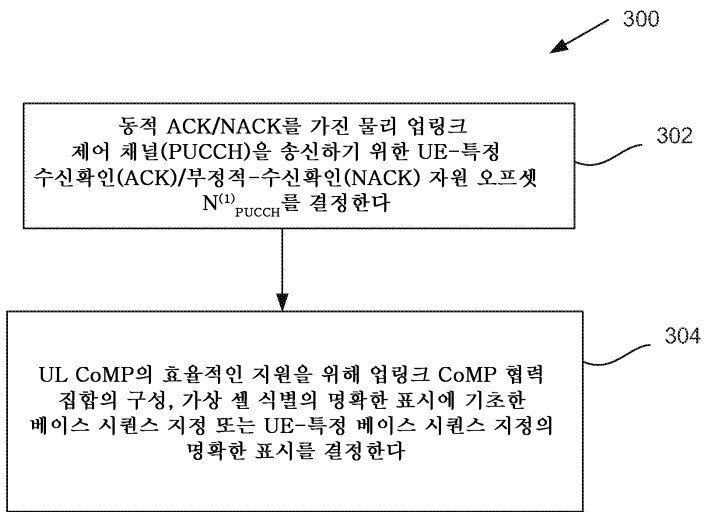 300
동적 ACK/NACK를 가진 물리 업링크
제어 채널(PUCCH)을 송신하기 위한 UE-특정
수신확인(ACK)/부정적-수신확인(NACK) 자원 오프셋
N⁽¹⁾PUCCH를 결정한다
302
UL CoMP의 효율적인 지원을 위해 업링크 CoMP 협력
집합의 구성, 가상 셀 식별의 명확한 표시에 기초한
베이스 시퀀스 지정 또는 UE-특정 베이스 시퀀스 지정의
명확한 표시를 결정한다
304